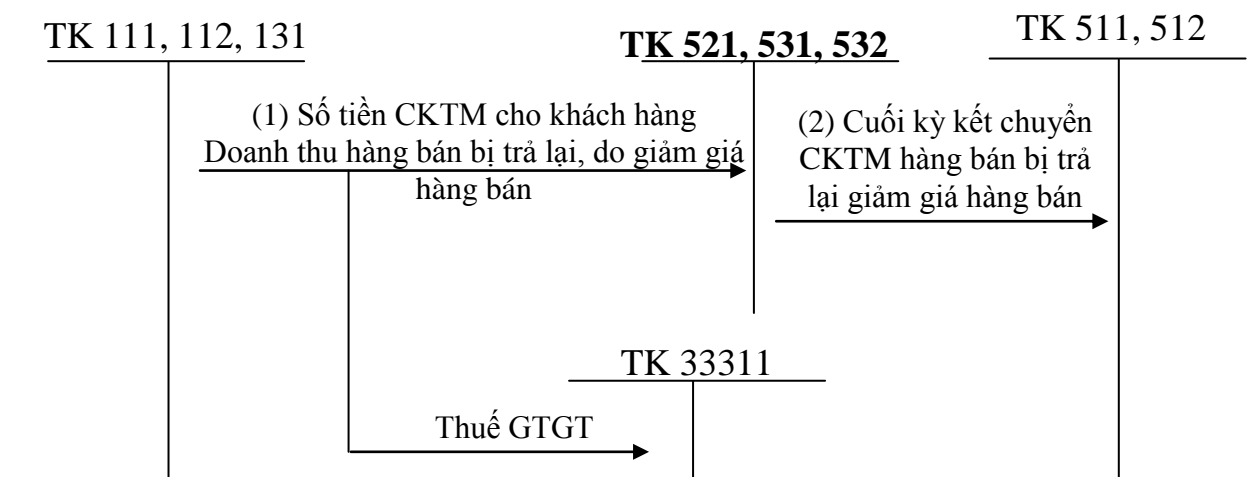 TK 111, 112, 131
TK 521, 531, 532
TK 511, 512
(1) Số tiền CKTM cho khách hàng
Doanh thu hàng bán bị trả lại, do giảm giá
hàng bán
(2) Cuối kỳ kết chuyển
CKTM hàng bán bị trả
lại giảm giá hàng bán
TK 33311
Thuế GTGT